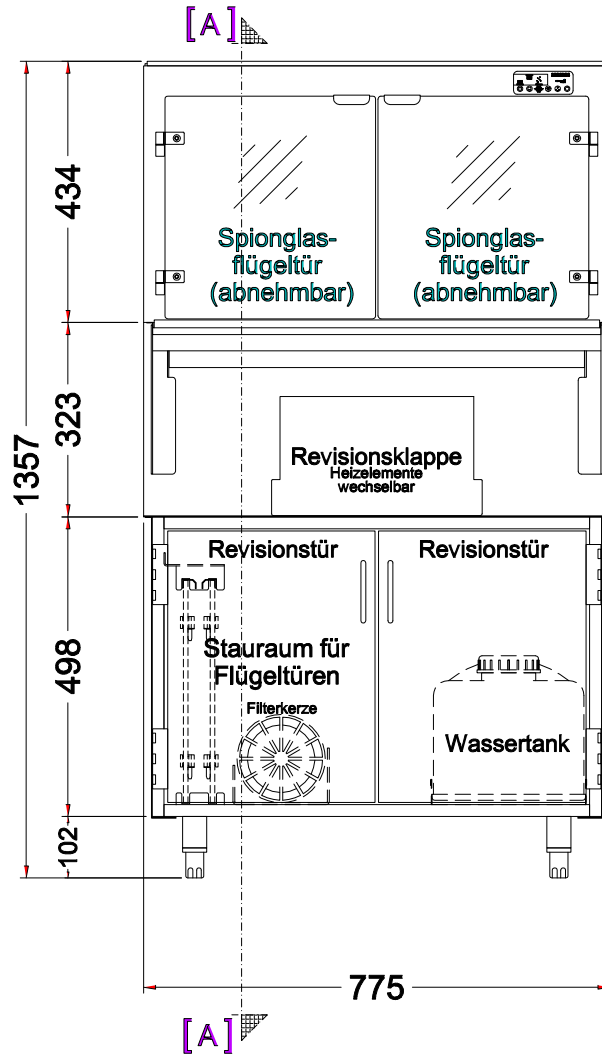 [A]
434
Spionglas-
flügeltür
(abnehmbar)
Spionglas-
flügeltür
(abnehmbar)
323
1357
Revisionsklappe
Heizelemente
wechselbar
Revisionstür
Revisionstür
498
Stauraum für
Flügeltüren
Filterkerze
Wassertank
102
775
[A]